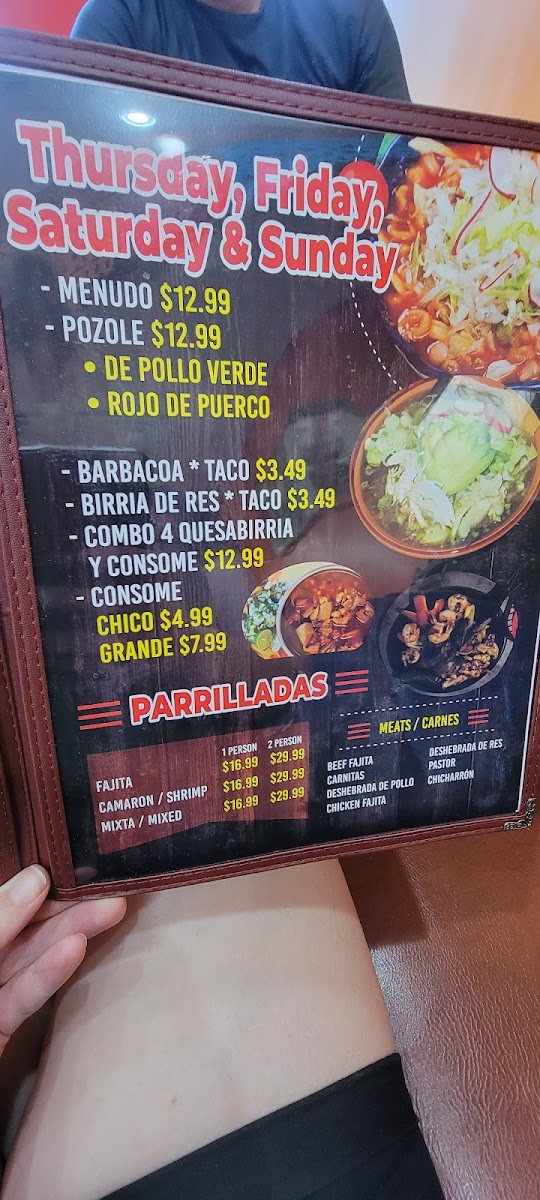 Thursday, Friday,
Saturday & Sunday
- MENUDO $12.99
- POZOLE $12.99
• DE POLLO VERDE
• ROJO DE PUERCO
- BARBACOA * TACO $3.49
- BIRRIA DE RES * TACO $3.49
- COMBO 4 QUESABIRRIA
Y CONSOME $12.99
- CONSOME
CHICO $4.99
GRANDE $7.99
PARRILLADAS
1 PERSON 2 PERSON
FAJITA $16.99 $29.99
CAMARON / SHRIMP $16.99 $29.99
MIXTA / MIXED $16.99 $29.99
MEATS / CARNES
BEEF FAJITA
CARNITAS
DESHEBRADA DE POLLO
CHICKEN FAJITA
DESHEBRADA DE RES
PASTOR
CHICHARRÓN